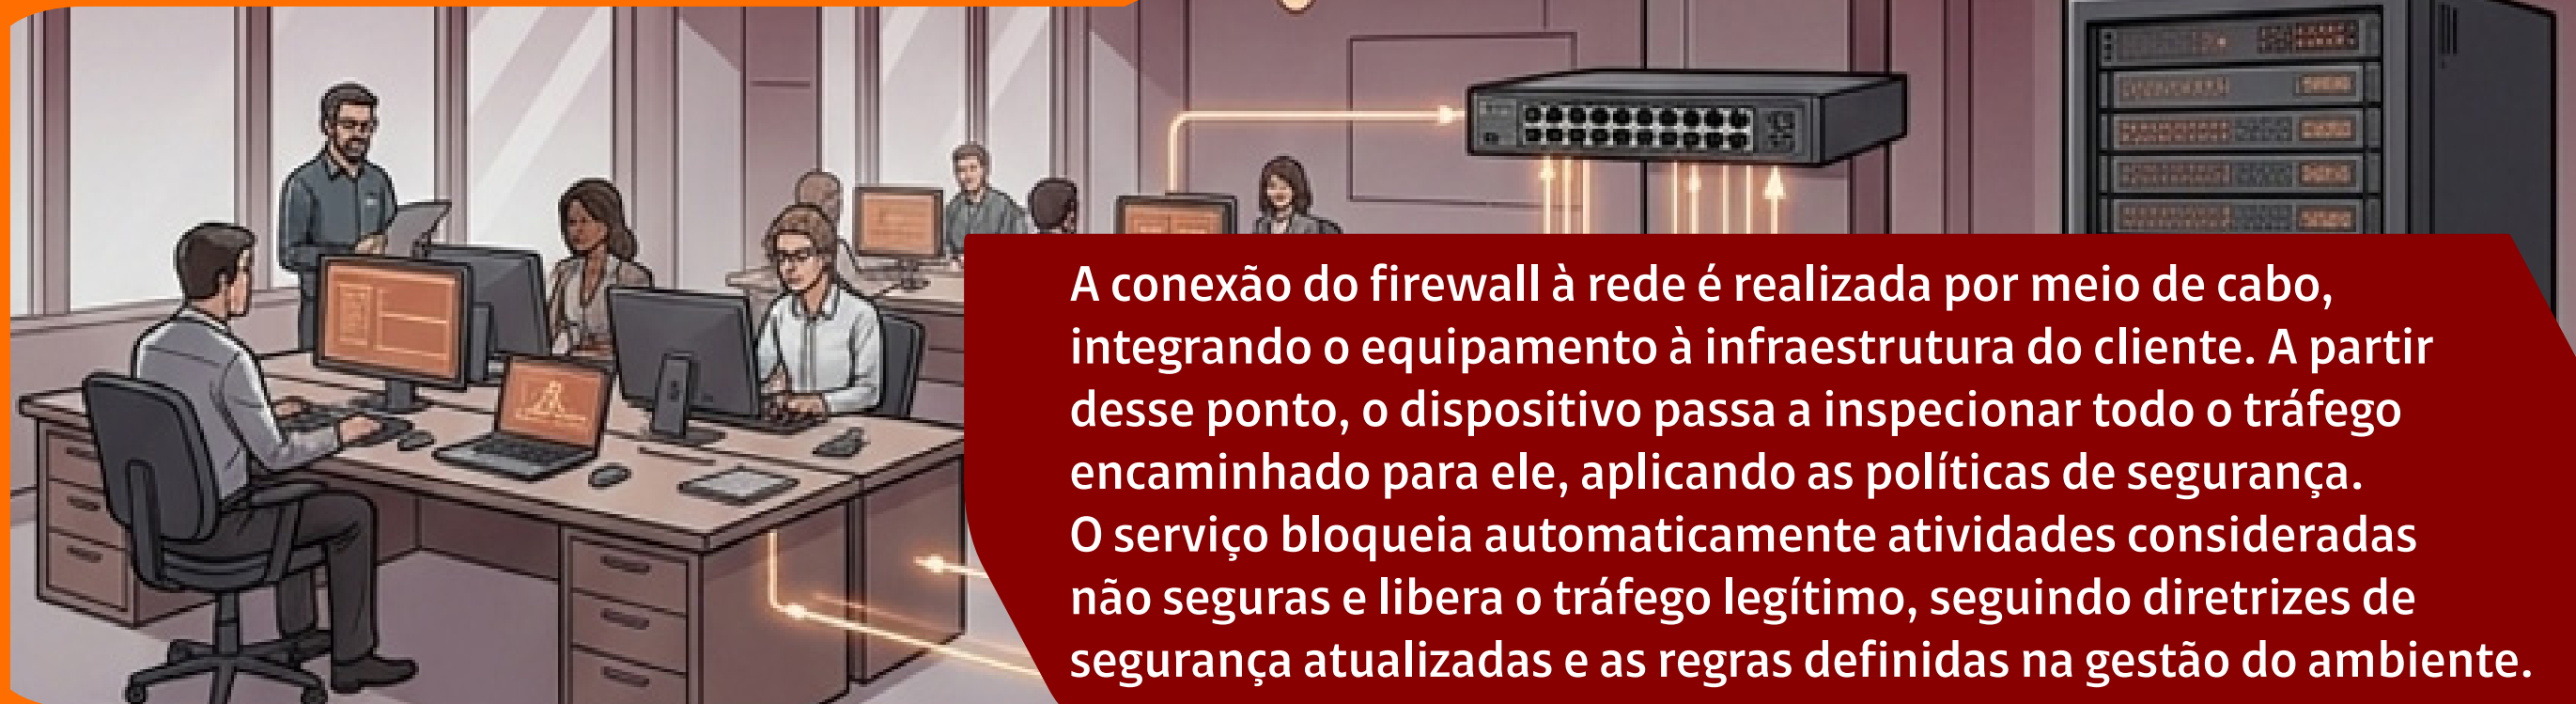 A conexão do firewall à rede é realizada por meio de cabo,
integrando o equipamento à infraestrutura do cliente. A partir
desse ponto, o dispositivo passa a inspecionar todo o tráfego
encaminhado para ele, aplicando as políticas de segurança.
O serviço bloqueia automaticamente atividades consideradas
não seguras e libera o tráfego legítimo, seguindo diretrizes de
segurança atualizadas e as regras definidas na gestão do ambiente.